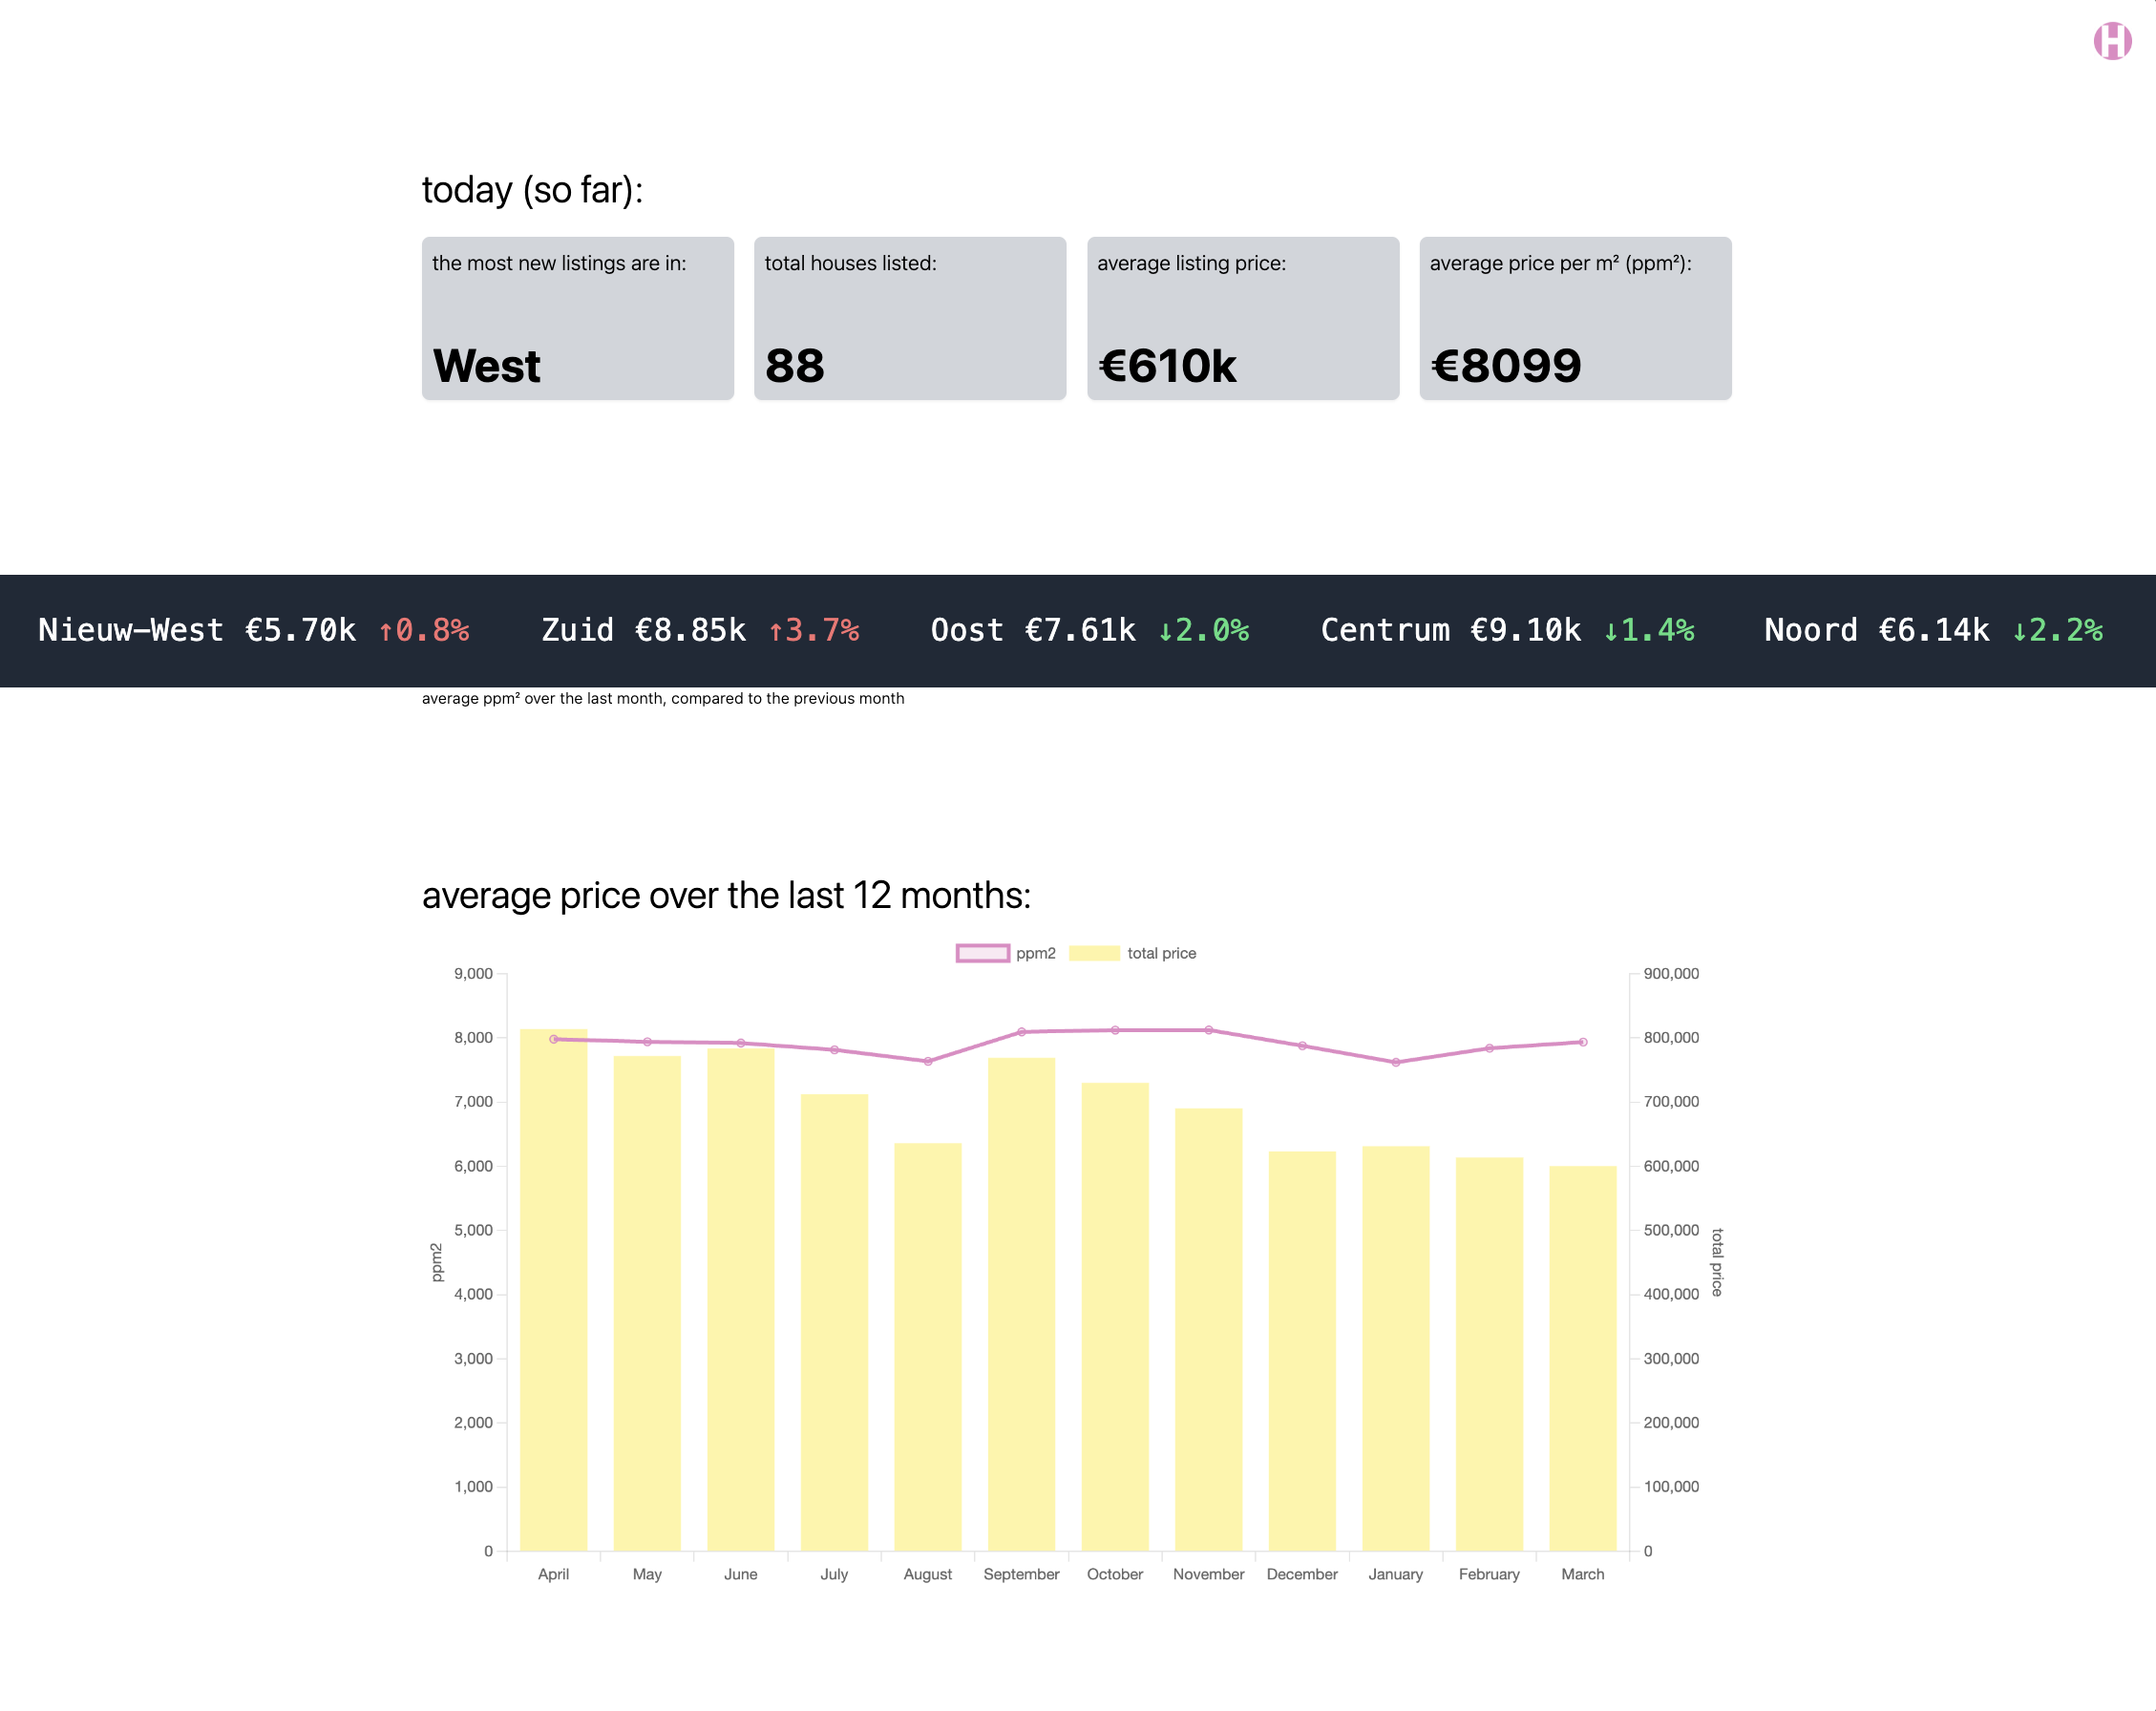 H
today (so far):
the most new listings are in:
West
total houses listed:
88
average listing price:
€610k
average price per m² (ppm²):
€8099
Nieuw-West €5.70k ↑0.8% Zuid €8.85k ↑3.7% Oost €7.61k ↓2.0% Centrum €9.10k ↓1.4% Noord €6.14k ↓2.2%
average ppm² over the last month, compared to the previous month
average price over the last 12 months:
ppm2 total price
9,000
8,000
7,000
6,000
5,000
4,000
3,000
2,000
1,000
0
ppm2
900,000
800,000
700,000
600,000
500,000
400,000
300,000
200,000
100,000
0
total price
April May June July August September October November December January February March